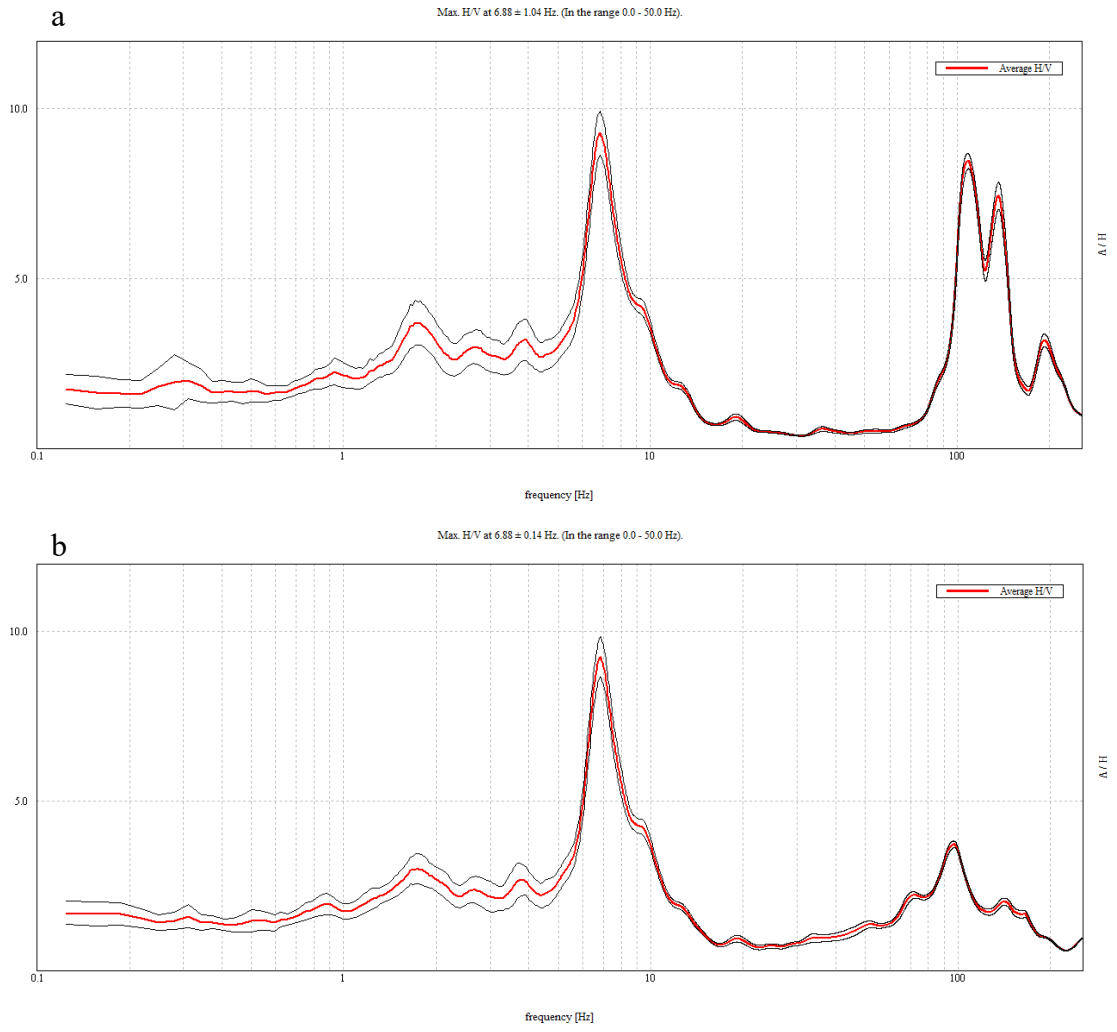 a
Max. H/V at 6.88 ± 1.04 Hz. (In the range 0.0 - 50.0 Hz).
Average H/V
10.0
5.0
H / V
0.1
1
10
100
frequency [Hz]
b
Max. H/V at 6.88 ± 0.14 Hz. (In the range 0.0 - 50.0 Hz).
Average H/V
10.0
5.0
H / V
0.1
1
10
100
frequency [Hz]